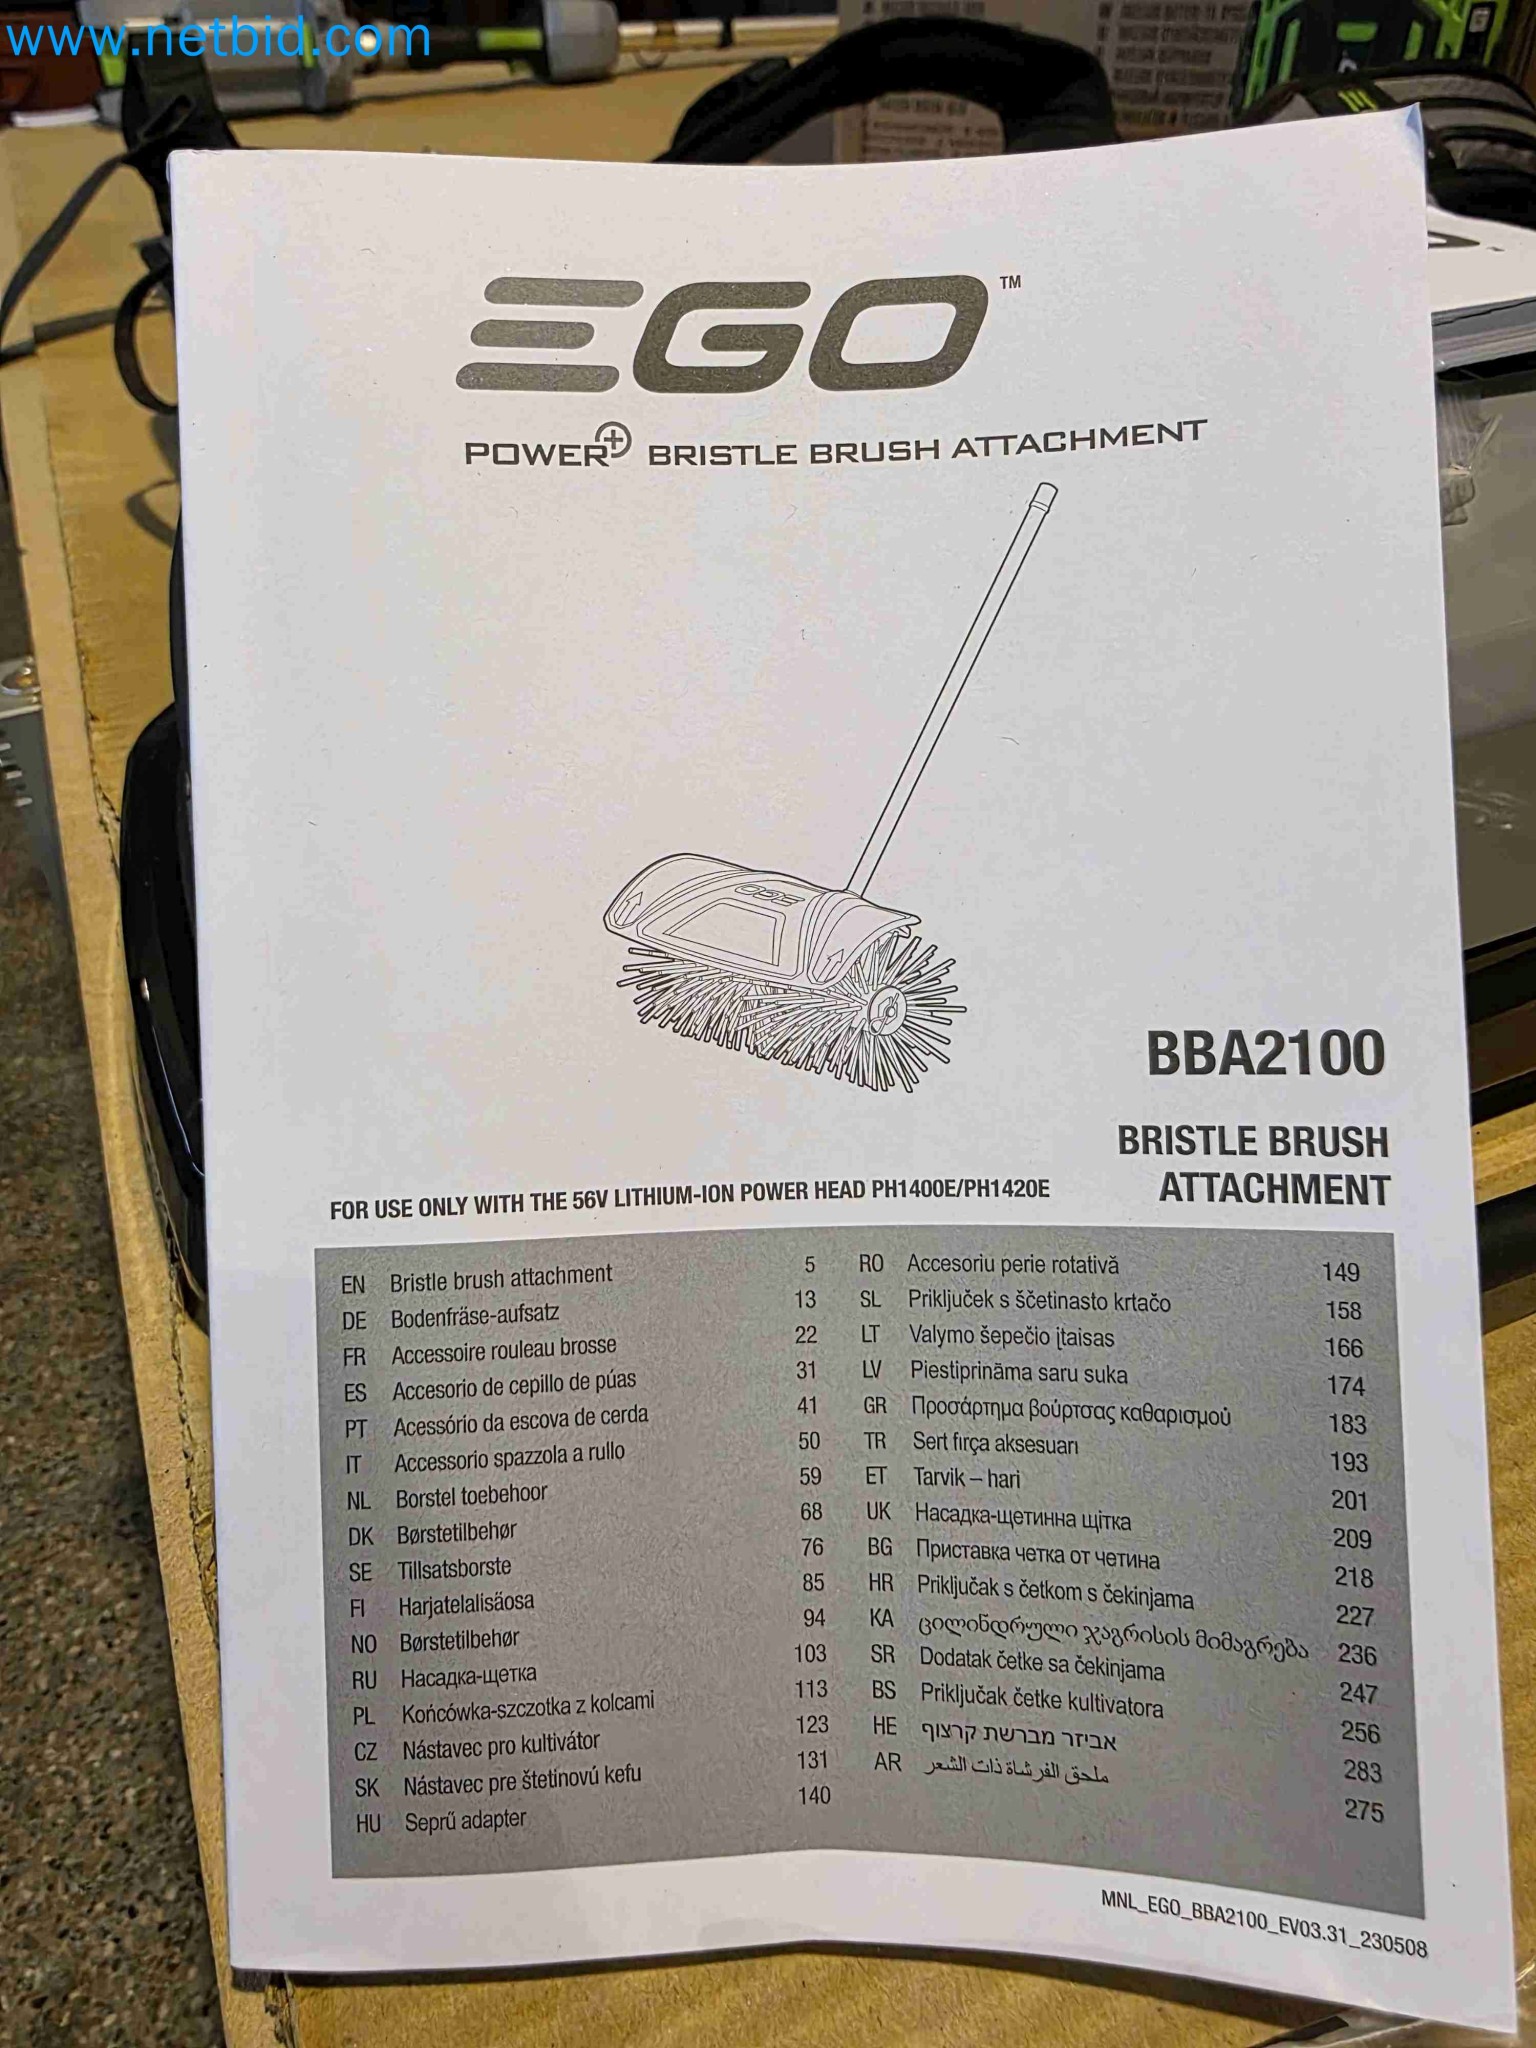 www.netbid.com
EGO™
POWER+ BRISTLE BRUSH ATTACHMENT
EGO
BBA2100
BRISTLE BRUSH
ATTACHMENT
FOR USE ONLY WITH THE 56V LITHIUM-ION POWER HEAD PH1400E/PH1420E
EN Bristle brush attachment 5
DE Bodenfräse-aufsatz 13
FR Accessoire rouleau brosse 22
ES Accesorio de cepillo de púas 31
PT Acessório da escova de cerda 41
IT Accessorio spazzola a rullo 50
NL Borstel toebehoor 59
DK Børstetilbehør 68
SE Tillsatsborste 76
FI Harjatelalisäosa 85
NO Børstetilbehør 94
RU Насадка-щетка 103
PL Końcówka-szczotka z kolcami 113
CZ Nástavec pro kultivátor 123
SK Nástavec pre štetinovú kefu 131
HU Seprű adapter 140
RO Accesoriu perie rotativă 149
SL Priključek s ščetinasto krtačo 158
LT Valymo šepečio įtaisas 166
LV Piestiprināma saru suka 174
GR Προσάρτημα βούρτσας καθαρισμού 183
TR Sert fırça aksesuarı 193
ET Tarvik – hari 201
UK Насадка-щетинна щітка 209
BG Приставка четка от четина 218
HR Priključak s četkom s čekinjama 227
KA ცილინდრული ჯაგრისის მიმაგრება 236
SR Dodatak četke sa čekinjama 247
BS Priključak četke kultivatora 256
HE אביזר מברשת קרצוף 283
AR ملحق الفرشاة ذات الشعر 275
MNL_EGO_BBA2100_EV03.31_230508